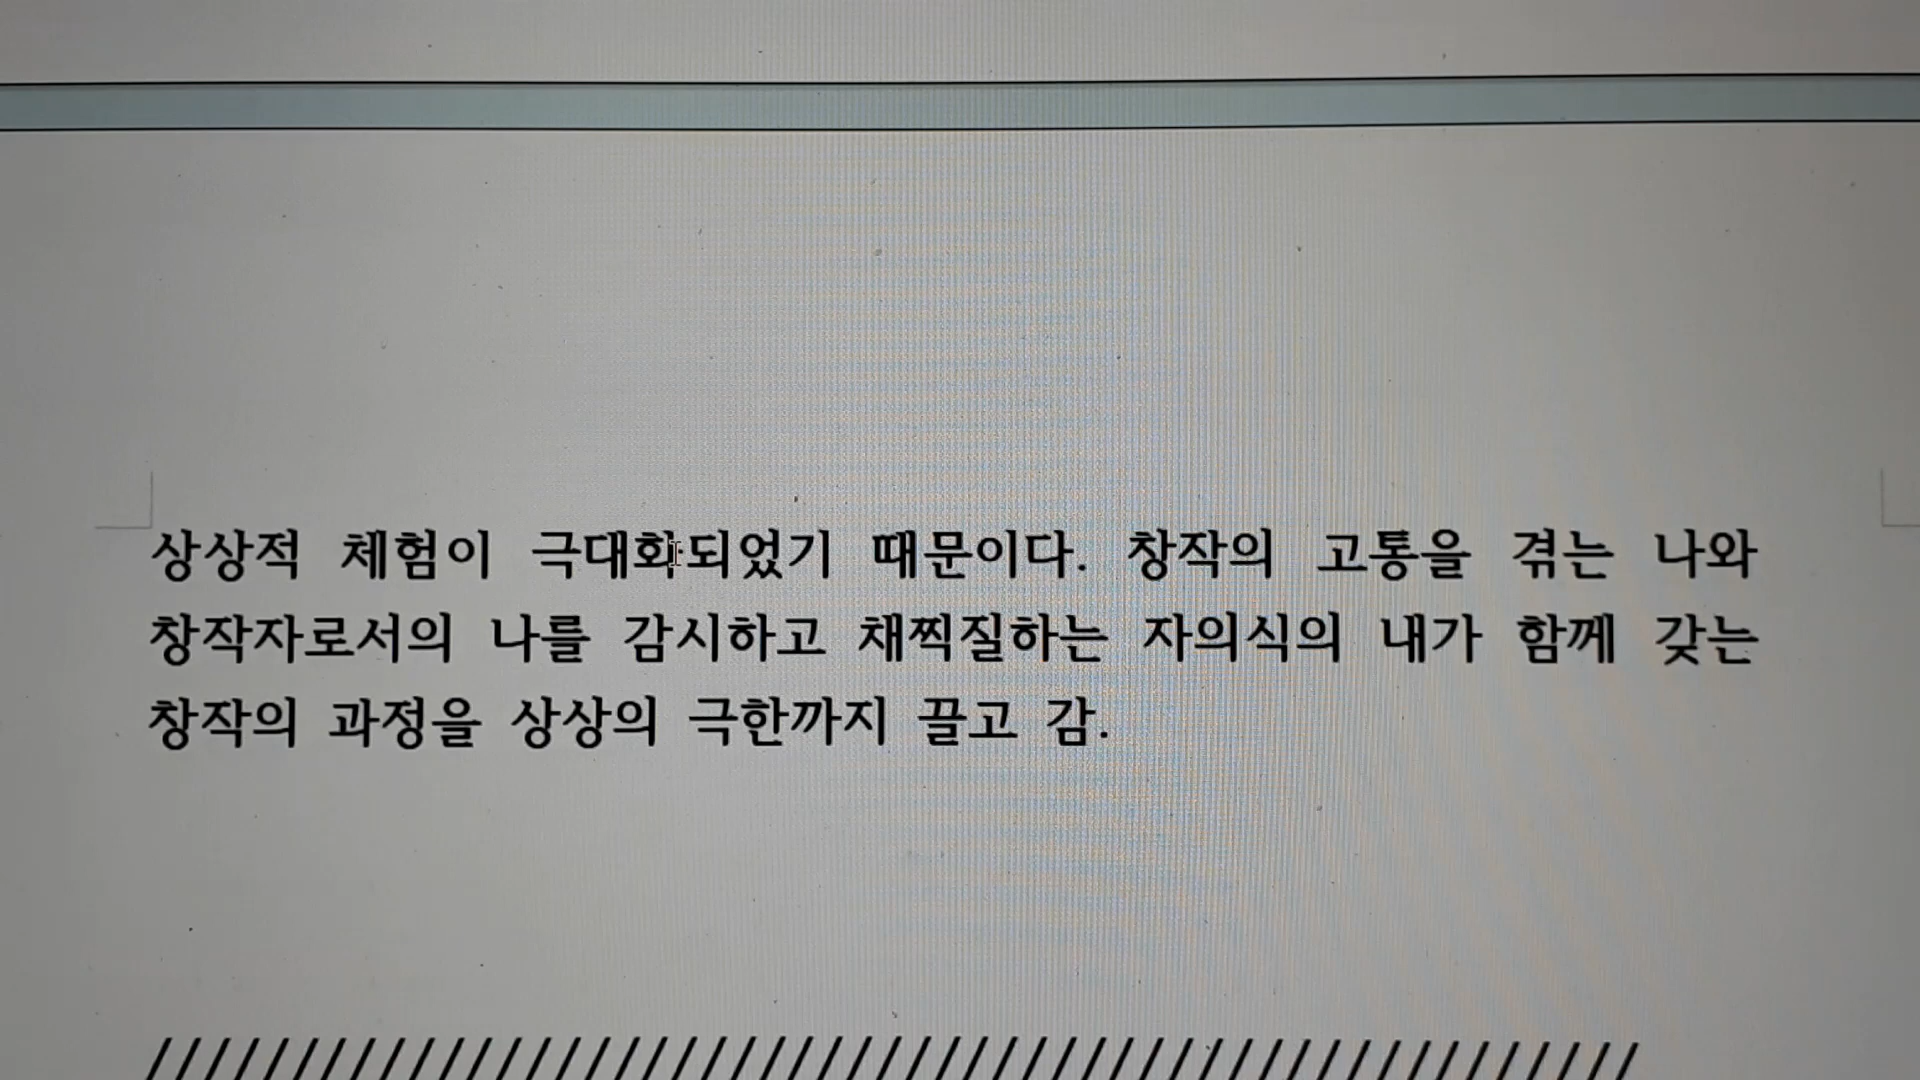 상상적 체험이 극대화되었기 때문이다. 창작의 고통을 겪는 나와
창작자로서의 나를 감시하고 채찍질하는 자의식의 내가 함께 갖는
창작의 과정을 상상의 극한까지 끌고 감.
//////////////////////////////////////////////////